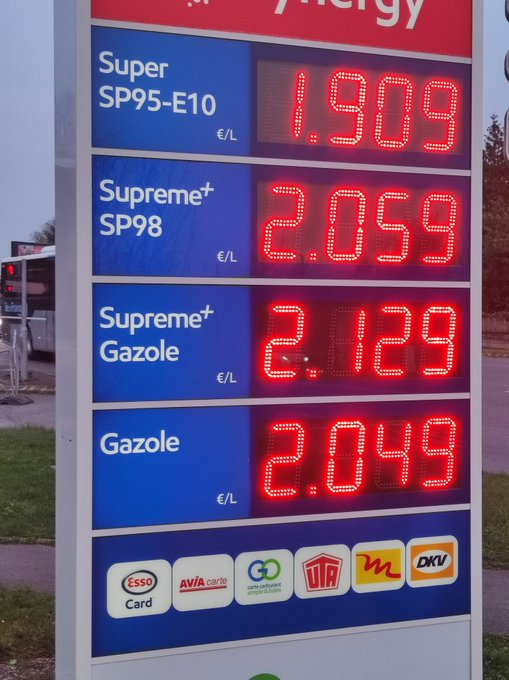 Synergy
Super
SP95-E10
€/L
1.909
Supreme+
SP98
€/L
2.059
Supreme+
Gazole
€/L
2.129
Gazole
€/L
2.049
Esso
Card
AVIA carte
GO
carte carburant
simple & futée
UTA
DKV